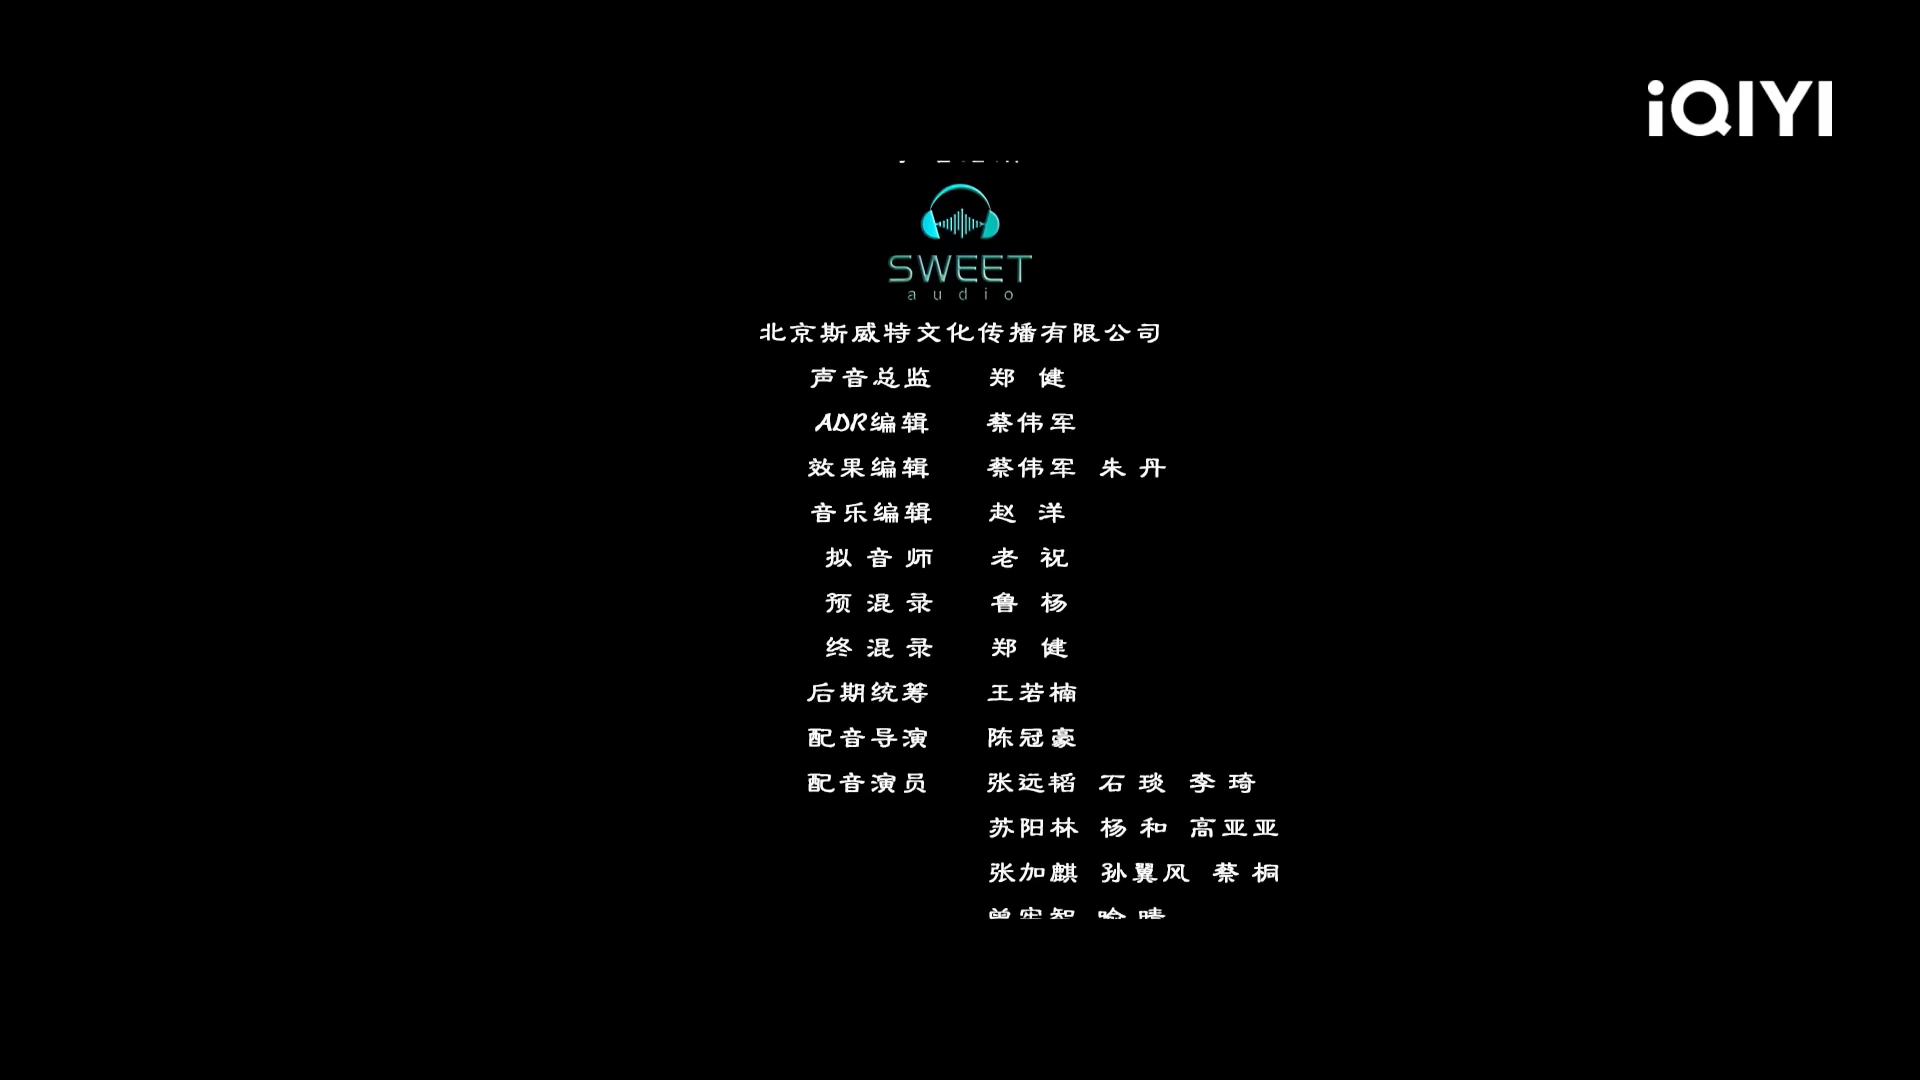 iQIYI
SWEET
audio
北京斯威特文化传播有限公司
声音总监 郑 健
ADR编辑 蔡伟军
效果编辑 蔡伟军 朱 丹
音乐编辑 赵 洋
拟 音 师 老 祝
预 混 录 鲁 杨
终 混 录 郑 健
后期统筹 王若楠
配音导演 陈冠豪
配音演员 张远韬 石 琰 李 琦
苏阳林 杨 和 高亚亚
张加麒 孙翼风 蔡 桐